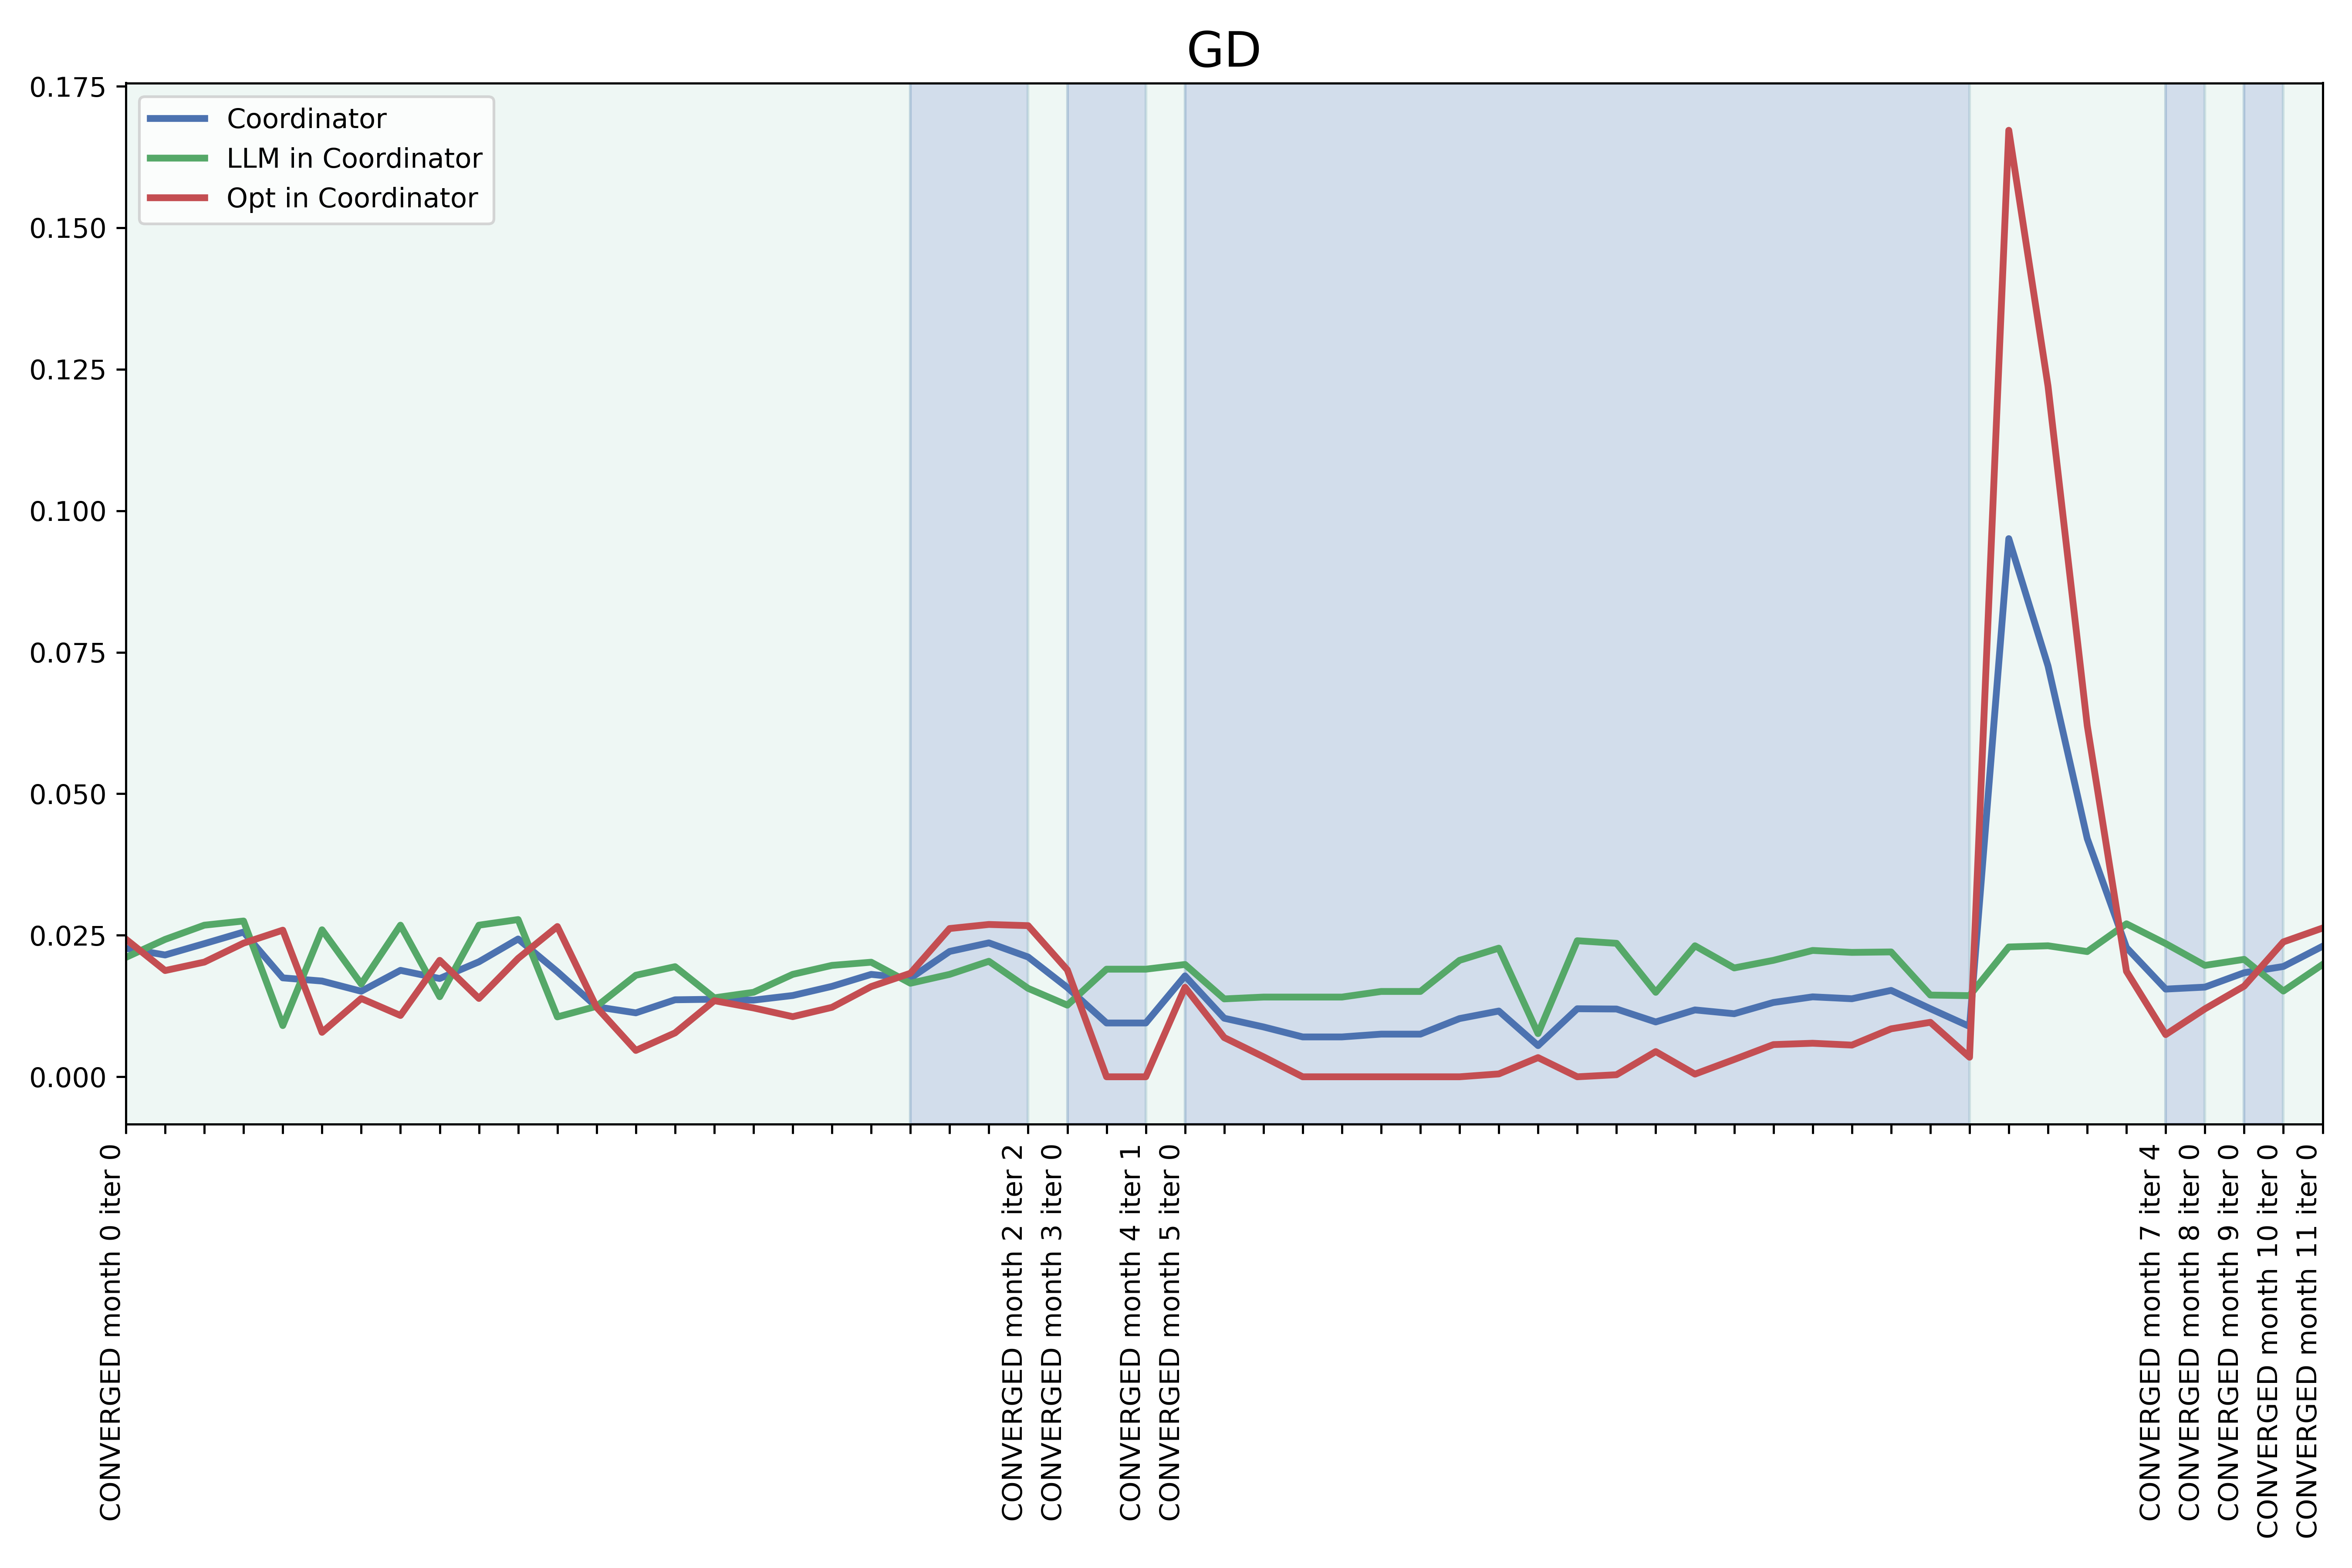 GD
0.175
0.150
0.125
0.100
0.075
0.050
0.025
0.000
Coordinator
LLM in Coordinator
Opt in Coordinator
CONVERGED month 0 iter 0
CONVERGED month 2 iter 2
CONVERGED month 3 iter 0
CONVERGED month 4 iter 1
CONVERGED month 5 iter 0
CONVERGED month 7 iter 4
CONVERGED month 8 iter 0
CONVERGED month 9 iter 0
CONVERGED month 10 iter 0
CONVERGED month 11 iter 0